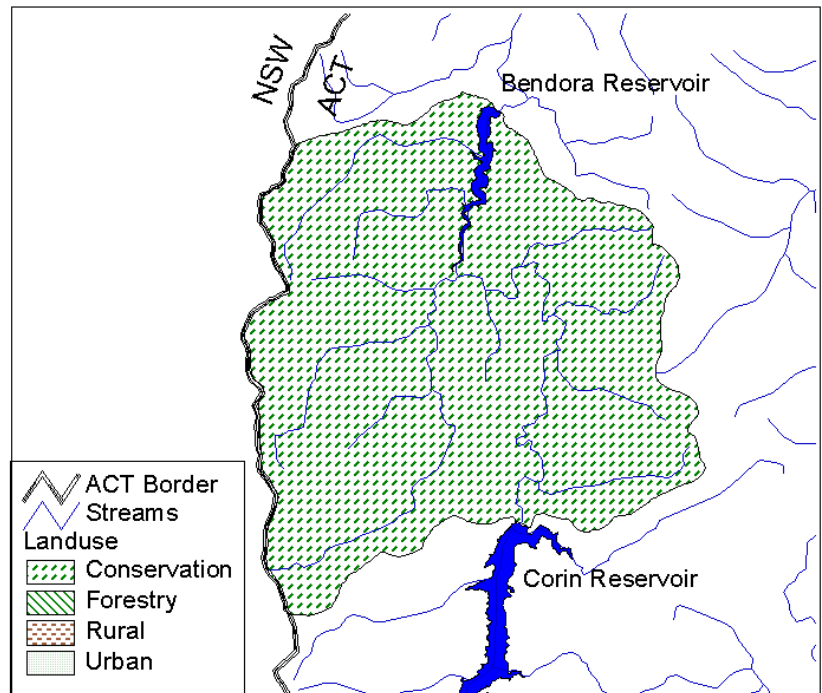 NSW
ACT
Bendora Reservoir
Corin Reservoir
ACT Border
Streams
Landuse
Conservation
Forestry
Rural
Urban